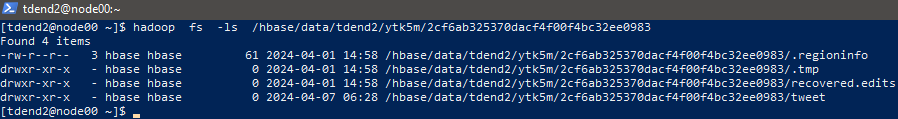 tdend2@node00:~
[tdend2@node00 ~]$ hadoop  fs  -ls  /hbase/data/tdend2/ytk5m/2cf6ab325370dacf4f00f4bc32ee0983
Found 4 items
-rw-r--r--   3 hbase hbase         61 2024-04-01 14:58 /hbase/data/tdend2/ytk5m/2cf6ab325370dacf4f00f4bc32ee0983/.regioninfo
drwxr-xr-x   - hbase hbase          0 2024-04-01 14:58 /hbase/data/tdend2/ytk5m/2cf6ab325370dacf4f00f4bc32ee0983/.tmp
drwxr-xr-x   - hbase hbase          0 2024-04-01 14:58 /hbase/data/tdend2/ytk5m/2cf6ab325370dacf4f00f4bc32ee0983/recovered.edits
drwxr-xr-x   - hbase hbase          0 2024-04-07 06:28 /hbase/data/tdend2/ytk5m/2cf6ab325370dacf4f00f4bc32ee0983/tweet
[tdend2@node00 ~]$